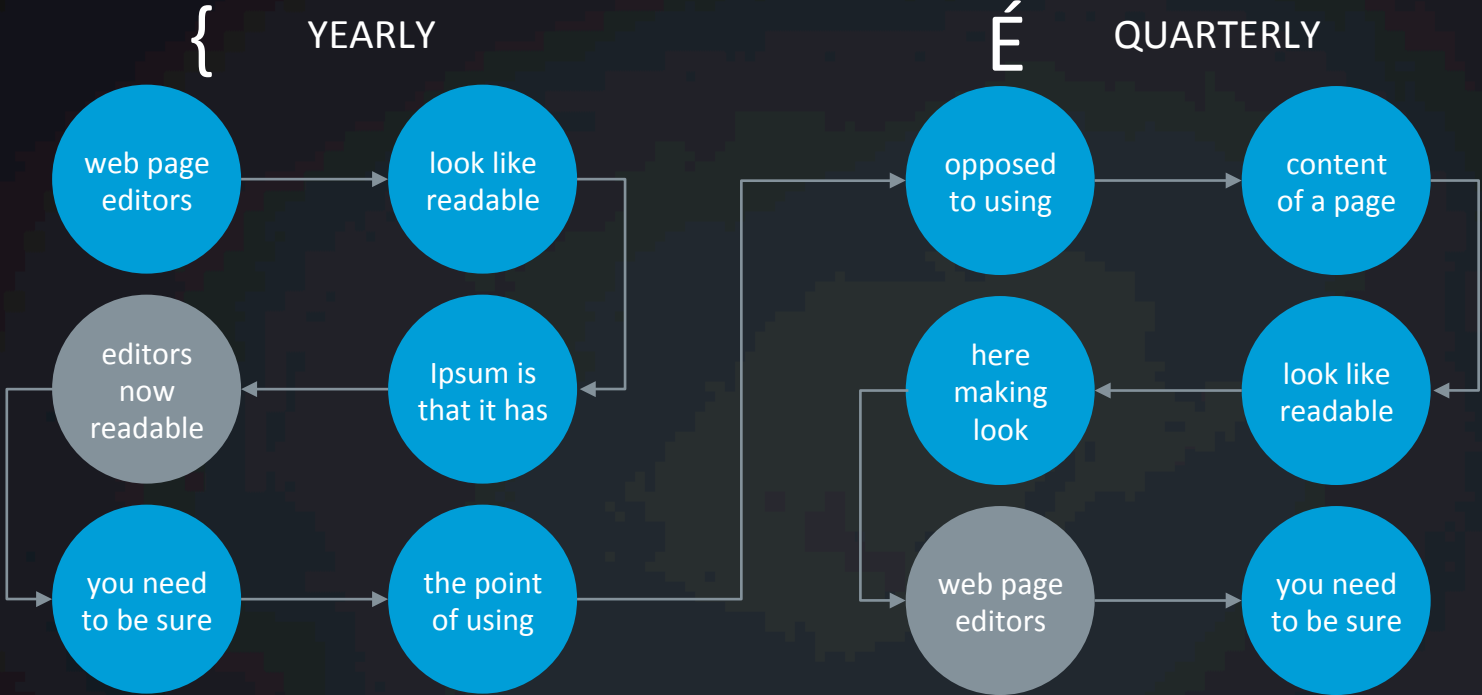 { YEARLY
web page
editors
look like
readable
Ipsum is
that it has
editors
now
readable
you need
to be sure
the point
of using
É QUARTERLY
opposed
to using
content
of a page
look like
readable
here
making
look
web page
editors
you need
to be sure